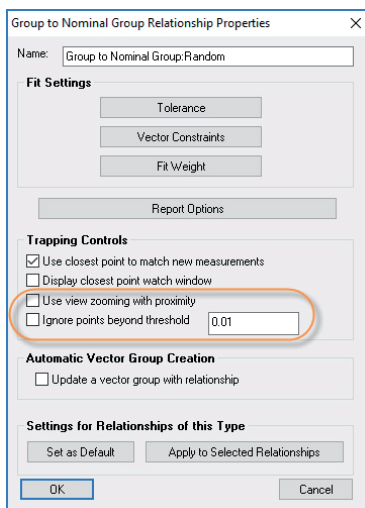 Group to Nominal Group Relationship Properties
Name: Group to Nominal Group:Random
Fit Settings
Tolerance
Vector Constraints
Fit Weight
Report Options
Trapping Controls
Use closest point to match new measurements
Display closest point watch window
Use view zooming with proximity
Ignore points beyond threshold 0.01
Automatic Vector Group Creation
Update a vector group with relationship
Settings for Relationships of this Type
Set as Default Apply to Selected Relationships
OK Cancel